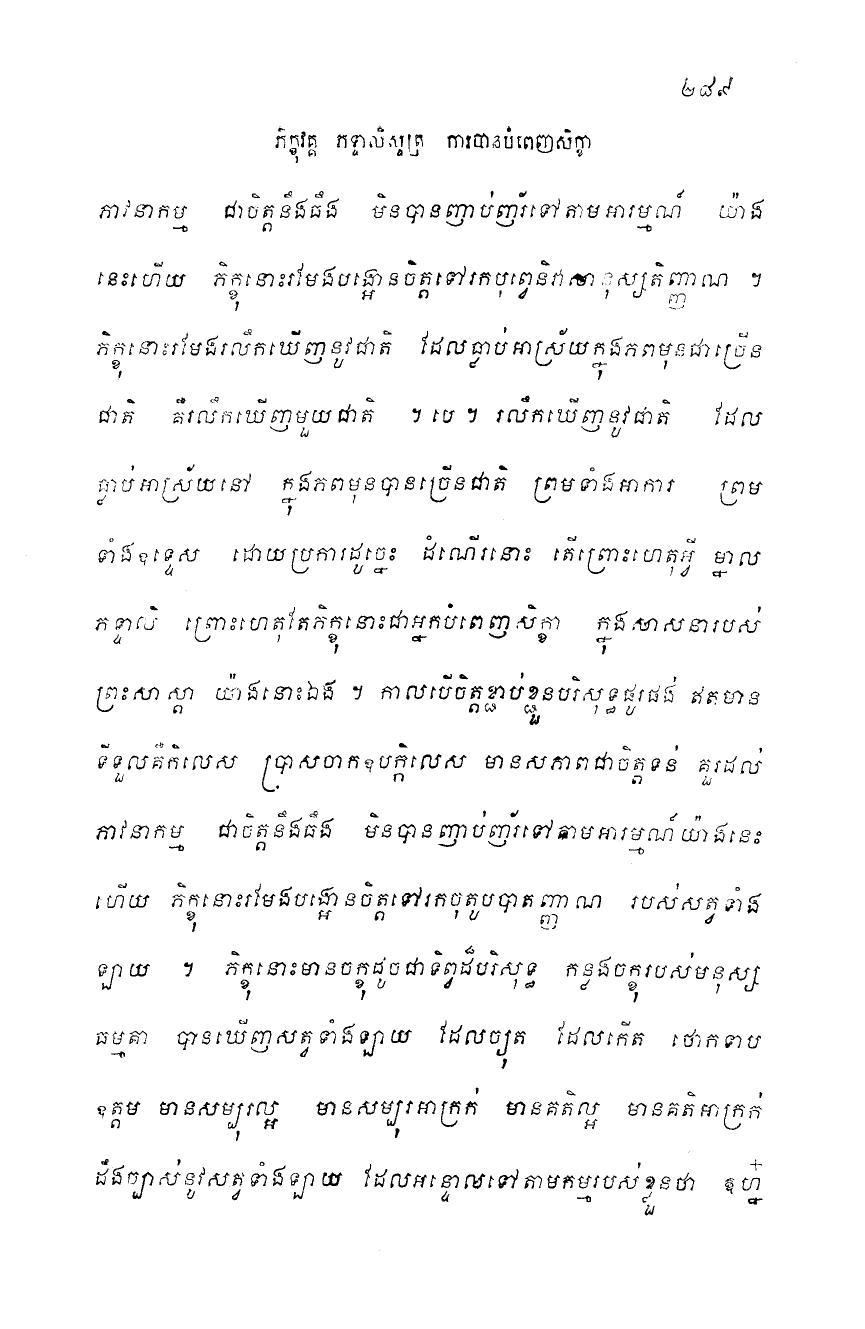 ២៨៩
ភិក្ខុវគ្គ ភទ្ទាលិសូត្រ ការបានបំពេញសិក្ខា
ភាវនាកម្ម ជាចិត្តនឹងធឹង មិនបានញាប់ញ័រទៅតាមអារម្មណ៍ យ៉ាង
នេះហើយ ភិក្ខុនោះរមែងបង្អោនចិត្តទៅរកបុព្វេនិវាសានុស្សតិញ្ញាណ ។
ភិក្ខុនោះរមែងរលឹកឃើញនូវជាតិ ដែលធ្លាប់អាស្រ័យក្នុងភពមុនជាច្រើន
ជាតិ គឺរលឹកឃើញមួយជាតិ ។ បេ ។ រលឹកឃើញនូវជាតិ ដែល
ធ្លាប់អាស្រ័យនៅ ក្នុងភពមុនបានច្រើនជាតិ ព្រមទាំងអាការ ព្រម
ទាំងឧទ្ទេស ដោយប្រការដូច្នេះ ដំណើរនោះ តើព្រោះហេតុអ្វី ម្នាល
ភទ្ទាលិ ព្រោះហេតុតែភិក្ខុនោះជាអ្នកបំពេញសិក្ខា ក្នុងសាសនារបស់
ព្រះសាស្តា យ៉ាងនោះឯង ។ កាលបើចិត្តខ្ជាប់ខ្ជួនបរិសុទ្ធផូរផង់ ឥតមាន
ទីទួលគឺកិលេស ប្រាសចាកឧបក្កិលេស មានសភាពជាចិត្តទន់ គួរដល់
ភាវនាកម្ម ជាចិត្តនឹងធឹង មិនបានញាប់ញ័រទៅតាមអារម្មណ៍យ៉ាងនេះ
ហើយ ភិក្ខុនោះរមែងបង្អោនចិត្តទៅរកចុតូបបាតញ្ញាណ របស់សត្វទាំង
ឡាយ ។ ភិក្ខុនោះមានចក្ខុដូចជាទិព្វដ៏បរិសុទ្ធ កន្លងចក្ខុរបស់មនុស្ស
ធម្មតា បានឃើញសត្វទាំងឡាយ ដែលច្យុត ដែលកើត ថោកទាប
ឧត្តម មានសម្បុរល្អ មានសម្បុរអាក្រក់ មានគតិល្អ មានគតិអាក្រក់
ដឹងច្បាស់នូវសត្វទាំងឡាយ ដែលអន្ទោលទៅតាមកម្មរបស់ខ្លួនថា ឱហ្ន៎